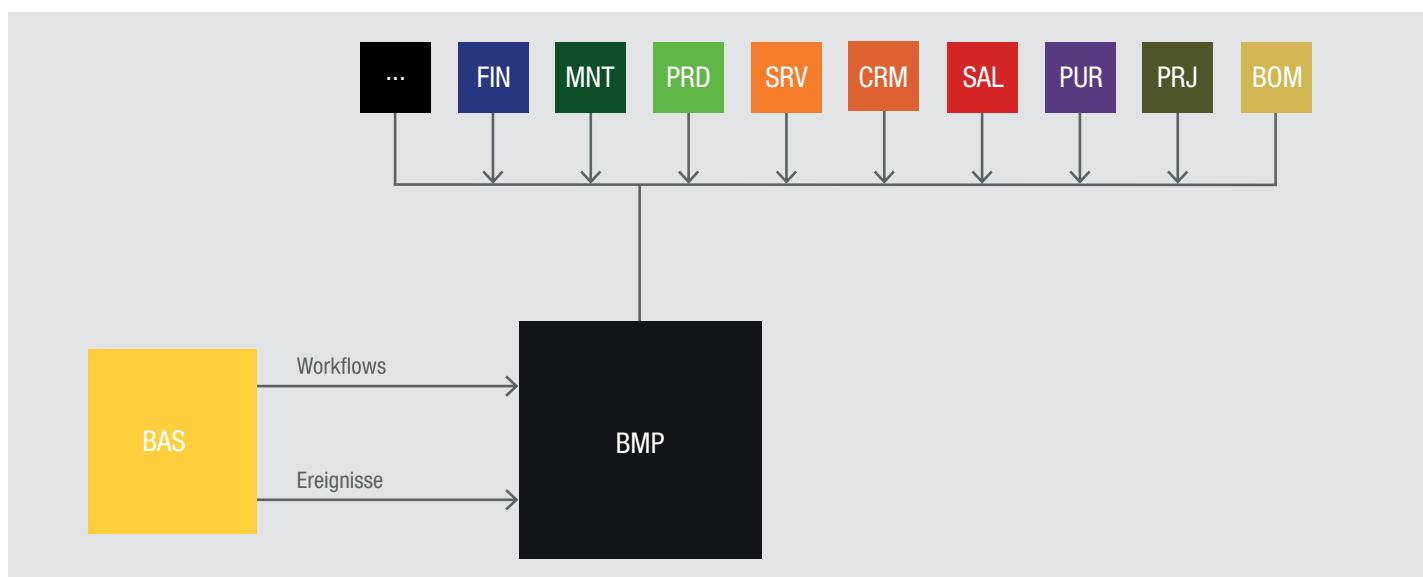 ...
FIN
MNT
PRD
SRV
CRM
SAL
PUR
PRJ
BOM
Workflows
BAS
BMP
Ereignisse